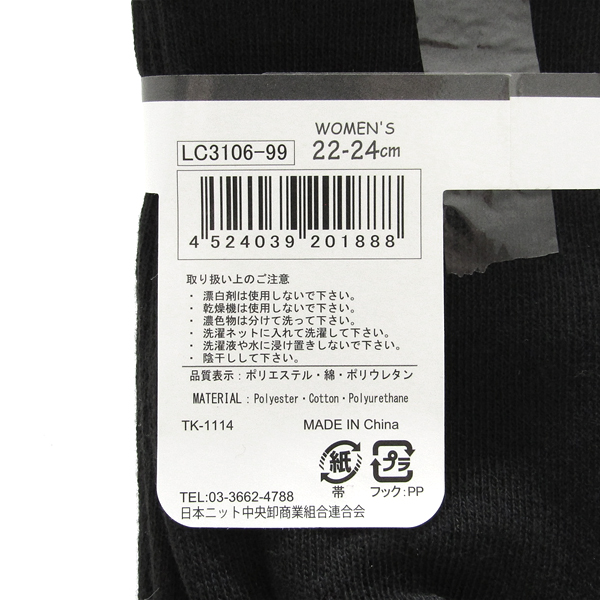 WOMEN'S
LC3106-99 22-24cm
4 524039 201888
取り扱い上のご注意
・ 漂白剤は使用しないで下さい。
・ 乾燥機は使用しないで下さい。
・ 濃色物は分けて洗って下さい。
・ 洗濯ネットに入れて洗濯して下さい。
・ 洗濯液や水に浸け置きしないで下さい。
・ 陰干しして下さい。
品質表示：ポリエステル・綿・ポリウレタン
MATERIAL：Polyester・Cotton・Polyurethane
TK-1114 MADE IN China
紙 プラ
帯 フック:PP
TEL:03-3662-4788
日本ニット中央卸商業組合連合会